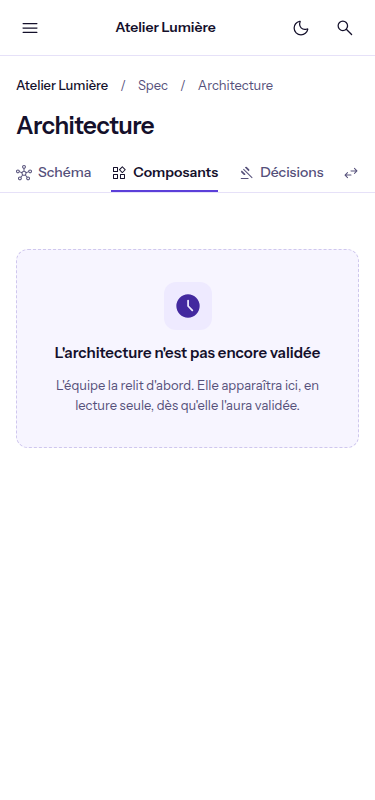 Atelier Lumière
Atelier Lumière / Spec / Architecture
Architecture
Schéma Composants Décisions
L'architecture n'est pas encore validée
L'équipe la relit d'abord. Elle apparaîtra ici, en
lecture seule, dès qu'elle l'aura validée.